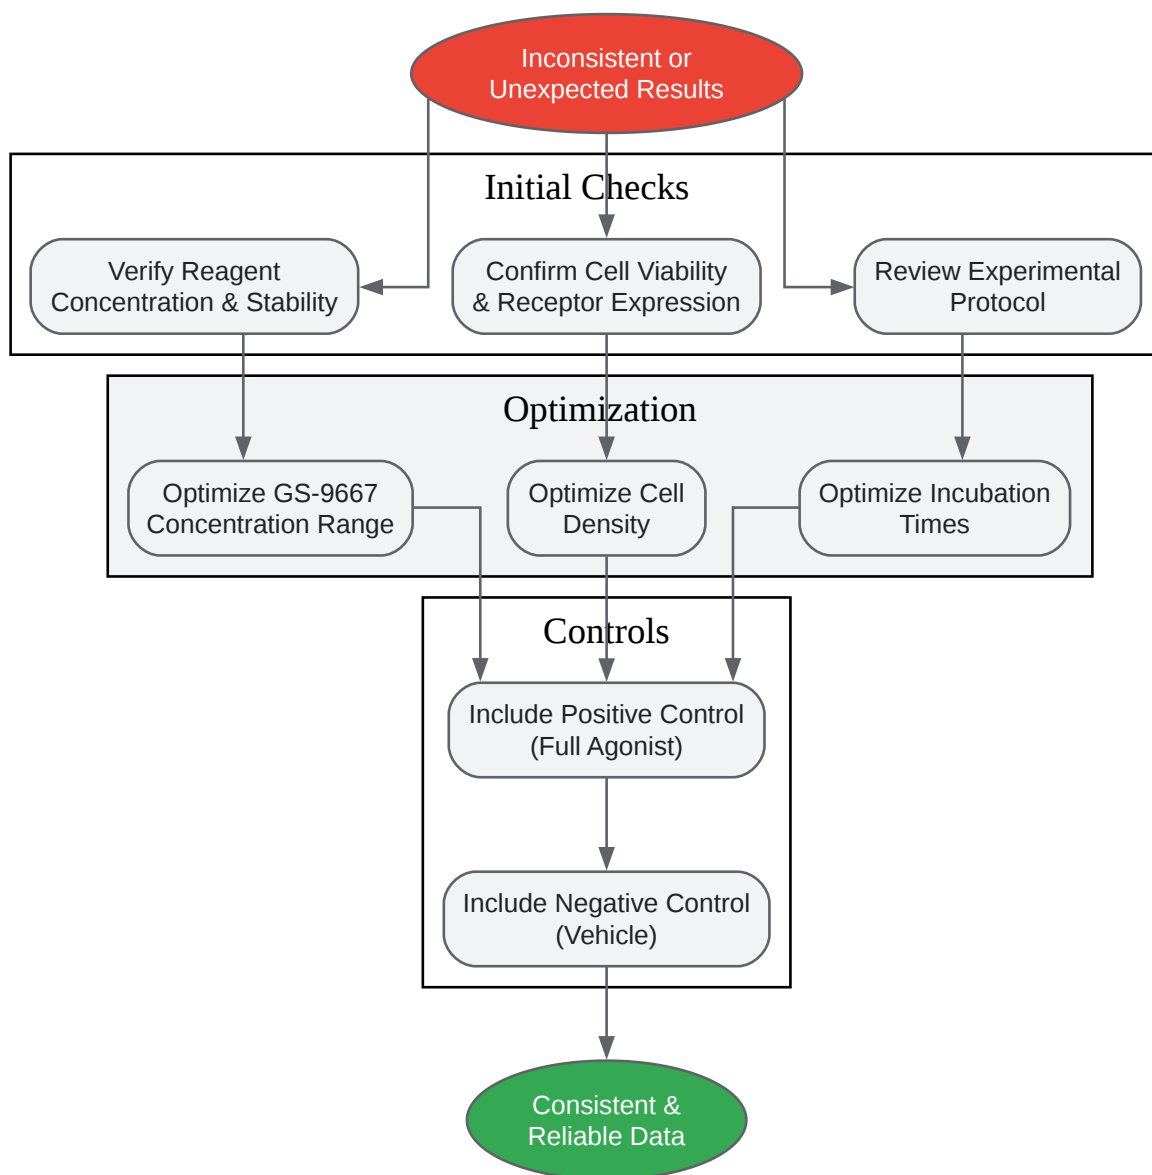 Inconsistent or
Unexpected Results
Initial Checks
Verify Reagent
Concentration & Stability
Confirm Cell Viability
& Receptor Expression
Review Experimental
Protocol
Optimization
Optimize GS-9667
Concentration Range
Optimize Cell
Density
Optimize Incubation
Times
Controls
Include Positive Control
(Full Agonist)
Include Negative Control
(Vehicle)
Consistent &
Reliable Data